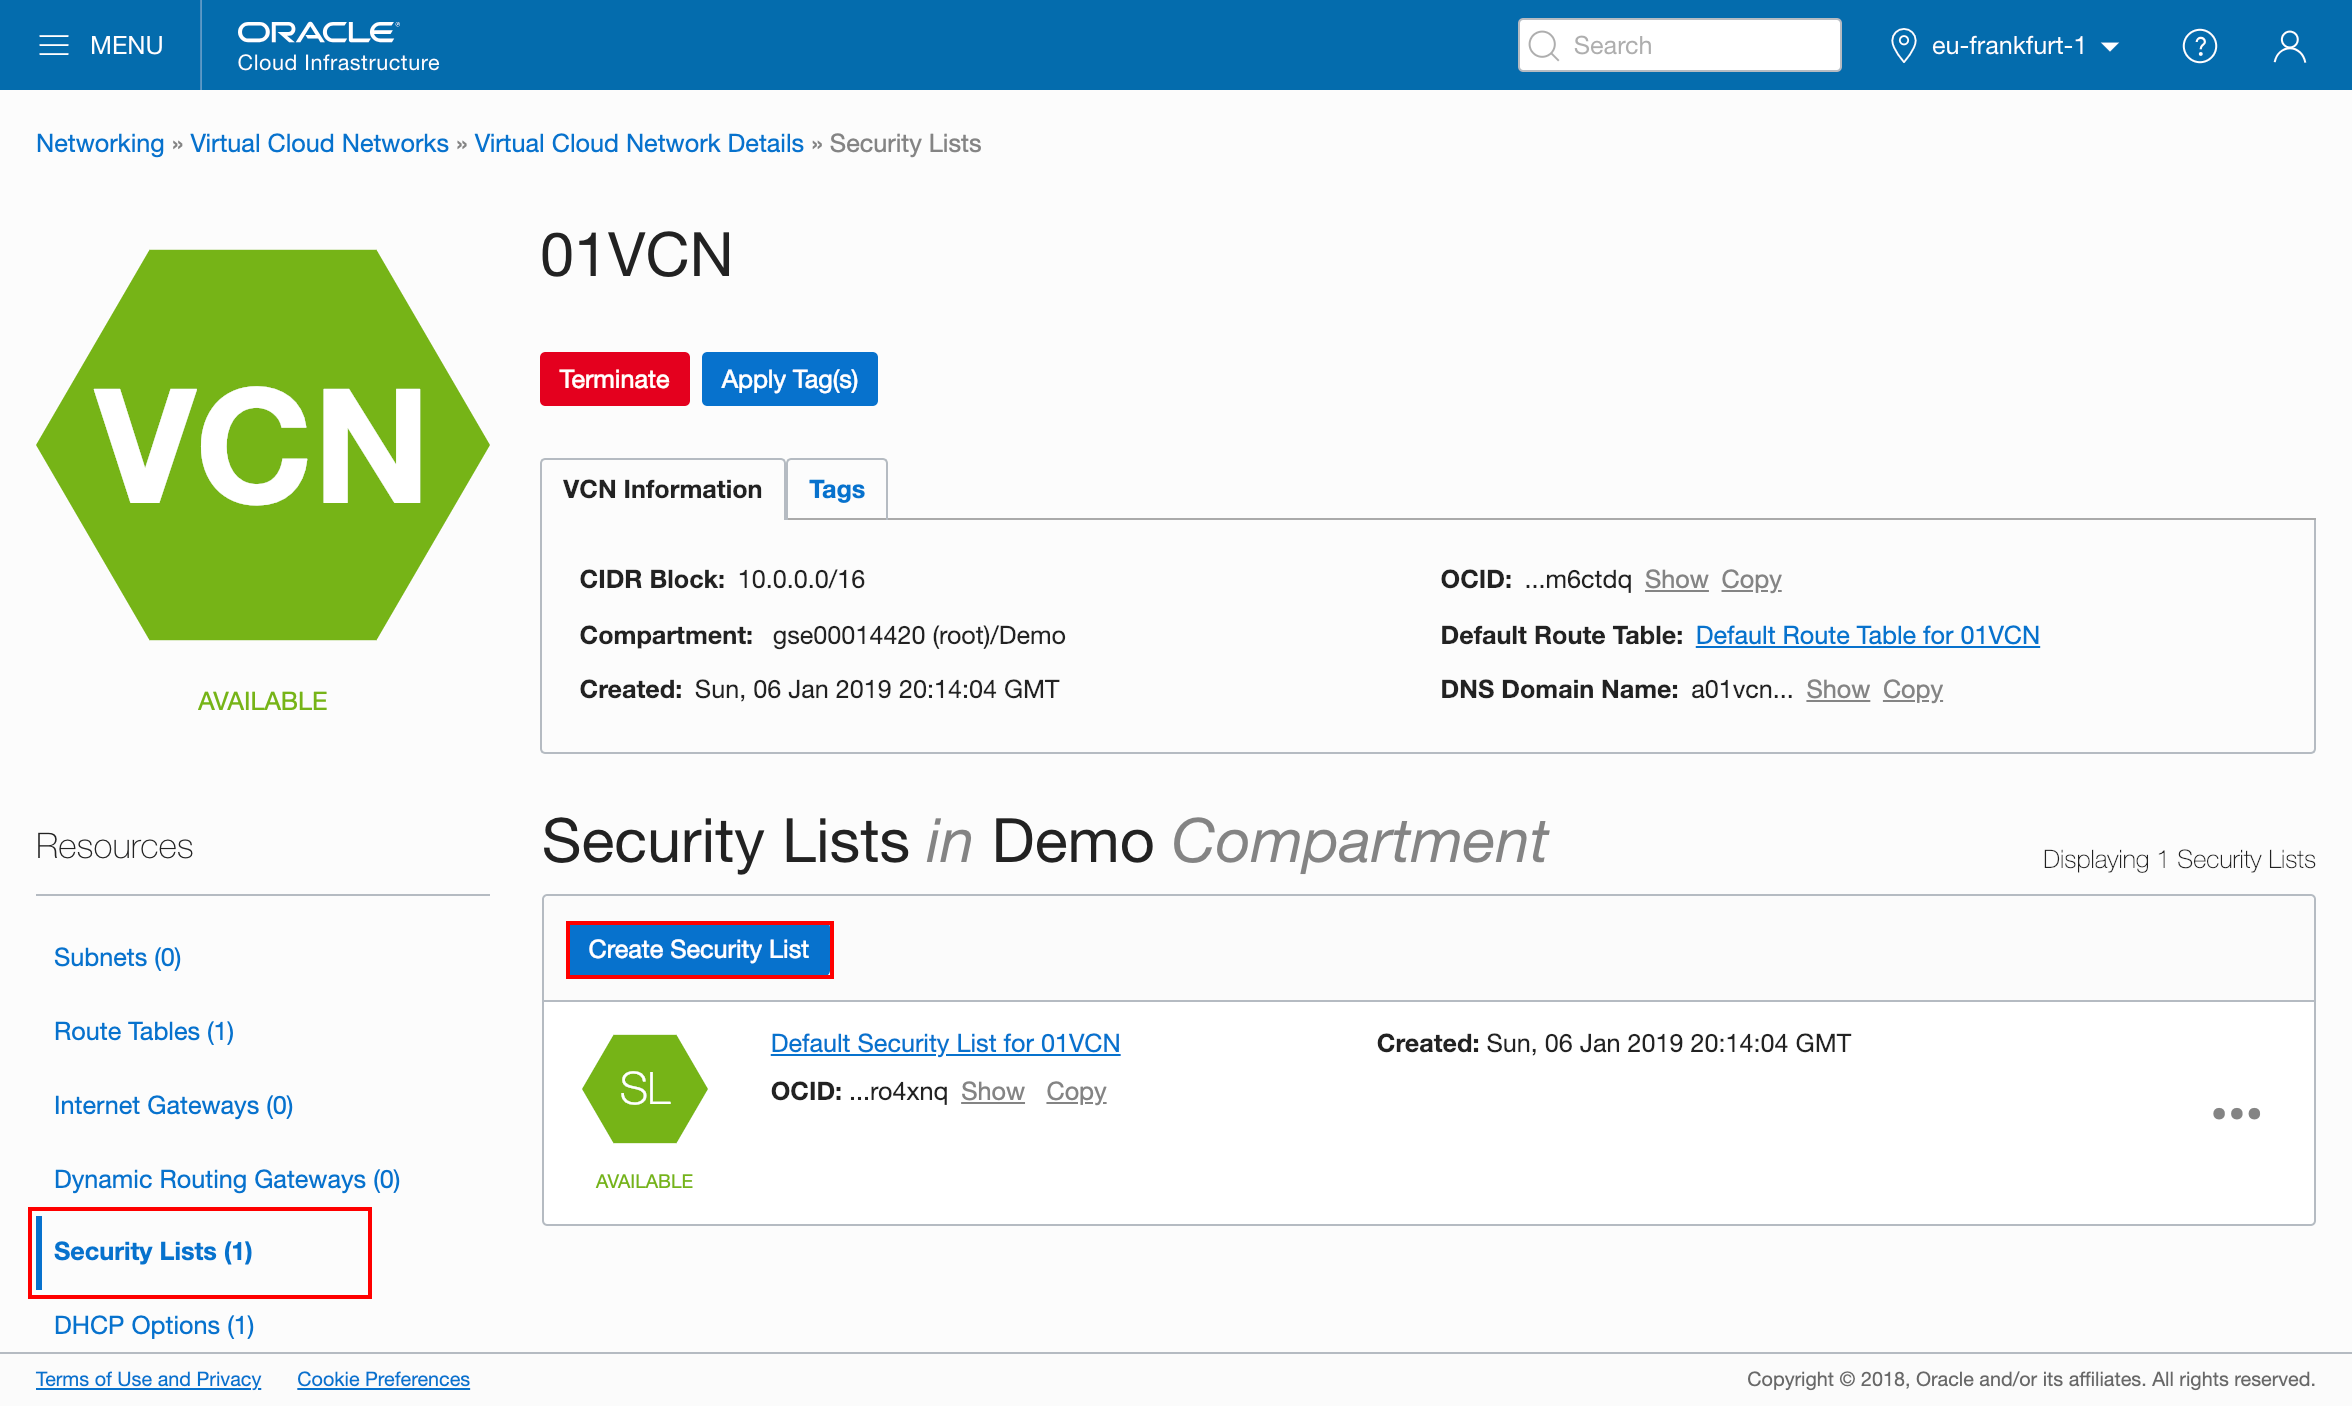 MENU
ORACLE
Cloud Infrastructure
Search
eu-frankfurt-1
?
Networking » Virtual Cloud Networks » Virtual Cloud Network Details » Security Lists
VCN
AVAILABLE
01VCN
Terminate
Apply Tag(s)
VCN Information
Tags
CIDR Block: 10.0.0.0/16
Compartment: gse00014420 (root)/Demo
Created: Sun, 06 Jan 2019 20:14:04 GMT
OCID: ...m6ctdq Show Copy
Default Route Table: Default Route Table for 01VCN
DNS Domain Name: a01vcn... Show Copy
Resources
Subnets (0)
Route Tables (1)
Internet Gateways (0)
Dynamic Routing Gateways (0)
Security Lists (1)
DHCP Options (1)
Security Lists in Demo Compartment
Displaying 1 Security Lists
Create Security List
SL
AVAILABLE
Default Security List for 01VCN
OCID: ...ro4xnq Show Copy
Created: Sun, 06 Jan 2019 20:14:04 GMT
Terms of Use and Privacy
Cookie Preferences
Copyright © 2018, Oracle and/or its affiliates. All rights reserved.